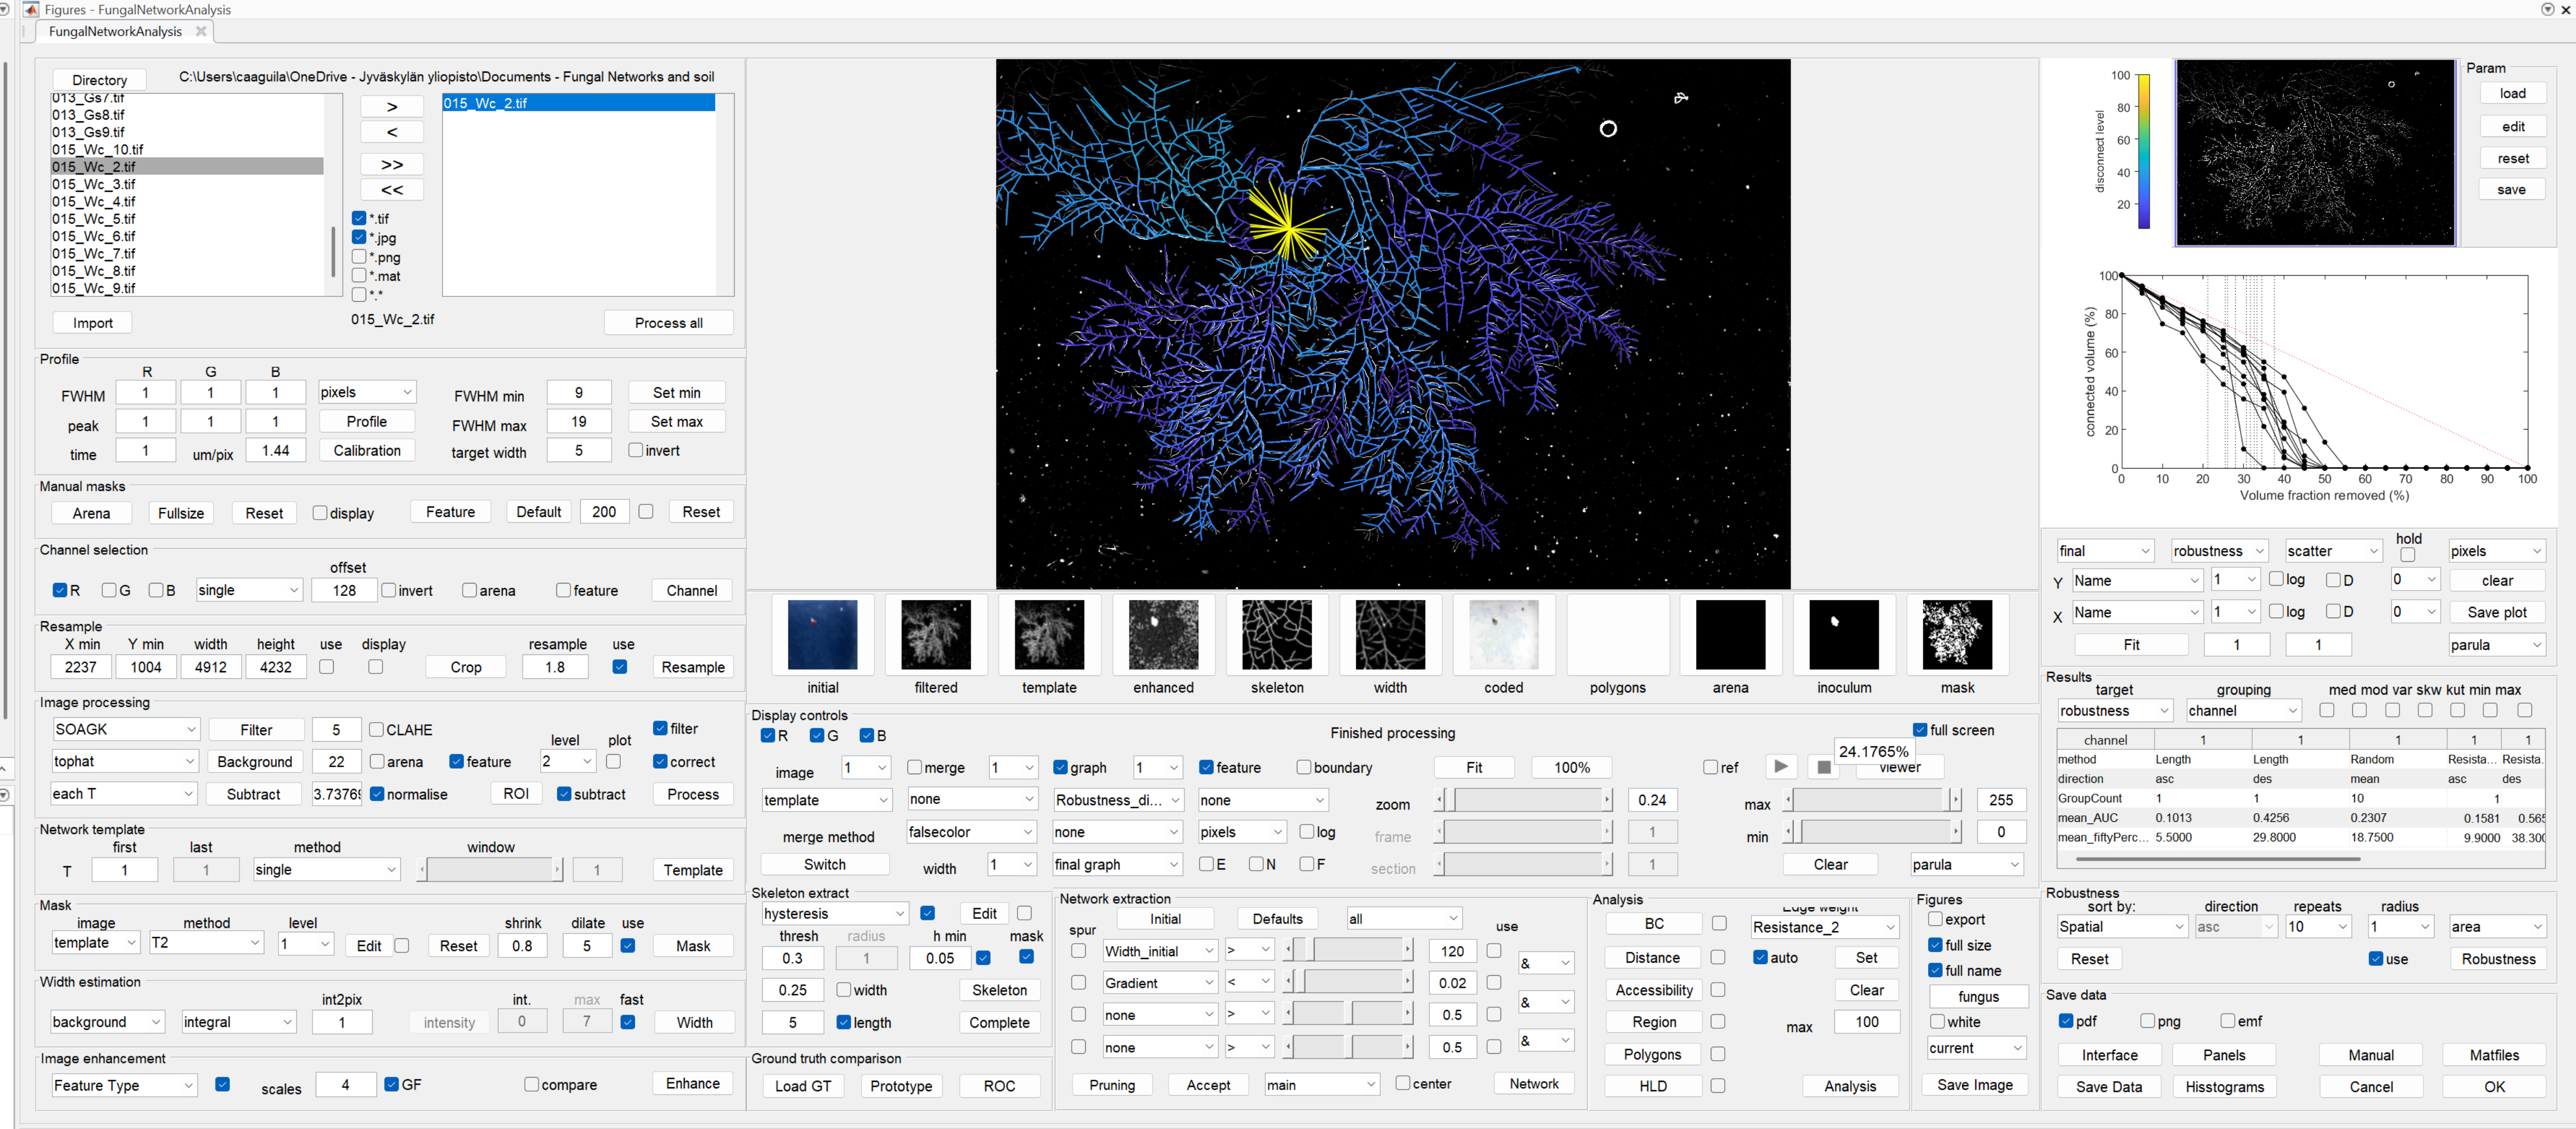 Figures - FungalNetworkAnalysis
FungalNetworkAnalysis
Directory
C:\Users\caaguila\OneDrive - Jyväskylän yliopisto\Documents - Fungal Networks and soil
013_Gs7.tif
013_Gs8.tif
013_Gs9.tif
015_Wc_10.tif
015_Wc_2.tif
015_Wc_3.tif
015_Wc_4.tif
015_Wc_5.tif
015_Wc_6.tif
015_Wc_7.tif
015_Wc_8.tif
015_Wc_9.tif
>
<
>>
<<
*.tif
*.jpg
*.png
*.mat
*.*
015_Wc_2.tif
Import
015_Wc_2.tif
Process all
Profile
R G B
FWHM 1 1 1 pixels FWHM min 9 Set min
peak 1 1 1 Profile FWHM max 19 Set max
time 1 um/pix 1.44 Calibration target width 5 invert
Manual masks
Arena Fullsize Reset display Feature Default 200 Reset
Channel selection
offset
R G B single 128 invert arena feature Channel
Resample
X min Y min width height use display resample use
2237 1004 4912 4232 Crop 1.8 Resample
Image processing
SOAGK Filter 5 CLAHE filter
level plot
tophat Background 22 arena feature 2 correct
each T Subtract 3.7376 normalise ROI subtract Process
Network template
first last method window
T 1 1 single 1 Template
Mask
image method level shrink dilate use
template T2 1 Edit Reset 0.8 5 Mask
Width estimation
int2pix int. max fast
background integral 1 intensity 0 7 Width
Image enhancement
Feature Type scales 4 GF compare Enhance
initial filtered template enhanced skeleton width coded polygons arena inoculum mask
Display controls
R G B Finished processing full screen
24.1765%
image 1 merge 1 graph 1 feature boundary Fit 100% ref viewer
template none Robustness_di... none zoom 0.24 max 255
merge method falsecolor none pixels log frame 1 min 0
Switch width 1 final graph E N F section 1 Clear parula
Skeleton extract
hysteresis Edit
thresh radius h min mask
0.3 1 0.05
0.25 width Skeleton
5 length Complete
Ground truth comparison
Load GT Prototype ROC
Network extraction
Initial Defaults all
spur use
Width_initial > 120 &
Gradient < 0.02 &
none > 0.5 &
none > 0.5
Pruning Accept main center Network
Analysis
BC Edge weight
Resistance_2
Distance auto Set
Accessibility Clear
Region max 100
Polygons
HLD Analysis
Figures
export
full size
full name
fungus
white
current
Save Image
100
80
60
40
20
disconnect level
Param
load
edit
reset
save
100
80
60
40
20
0
connected volume (%)
0 10 20 30 40 50 60 70 80 90 100
Volume fraction removed (%)
hold
final robustness scatter pixels
Y Name 1 log D 0 clear
X Name 1 log D 0 Save plot
Fit 1 1 parula
Results
target grouping med mod var skw kut min max
robustness channel
channel 1 1 1 1 1
method Length Length Random Resista... Resista.
direction asc des mean asc des
GroupCount 1 1 10 1
mean_AUC 0.1013 0.4256 0.2307 0.1581 0.565
mean_fiftyPerc... 5.5000 29.8000 18.7500 9.9000 38.300
Robustness
sort by: direction repeats radius
Spatial asc 10 1 area
Reset use Robustness
Save data
pdf png emf
Interface Panels Manual Matfiles
Save Data Hisstograms Cancel OK